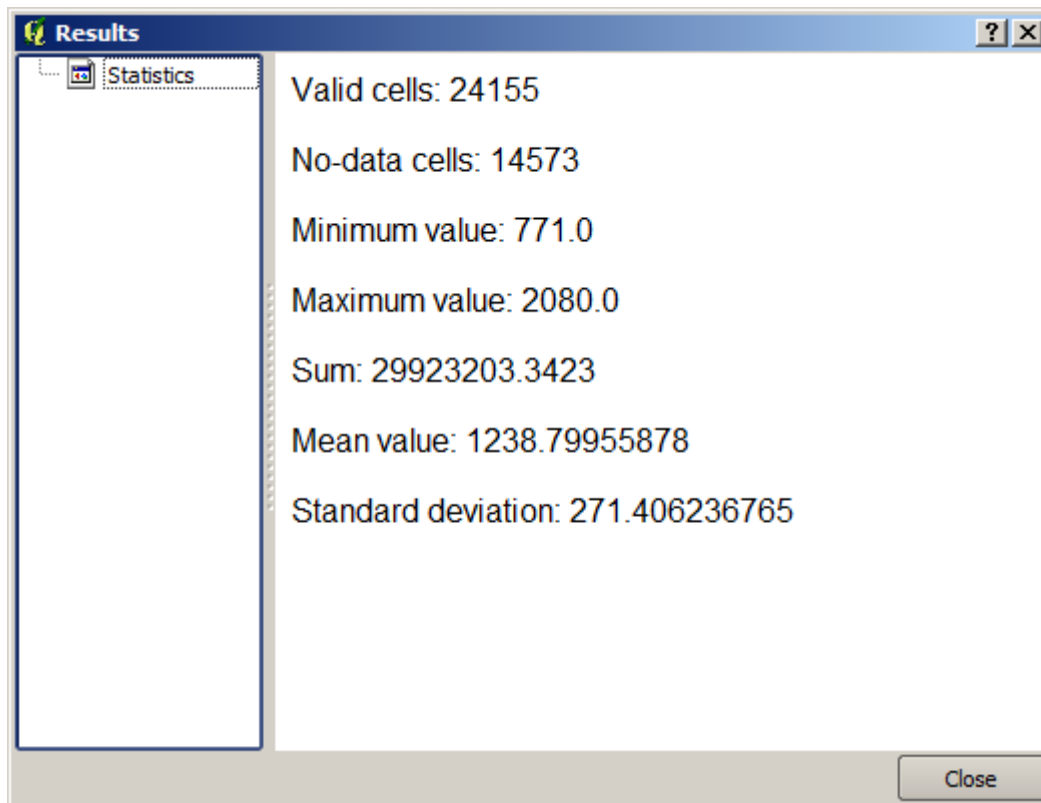 Results
Statistics
Valid cells: 24155
No-data cells: 14573
Minimum value: 771.0
Maximum value: 2080.0
Sum: 29923203.3423
Mean value: 1238.79955878
Standard deviation: 271.406236765
Close